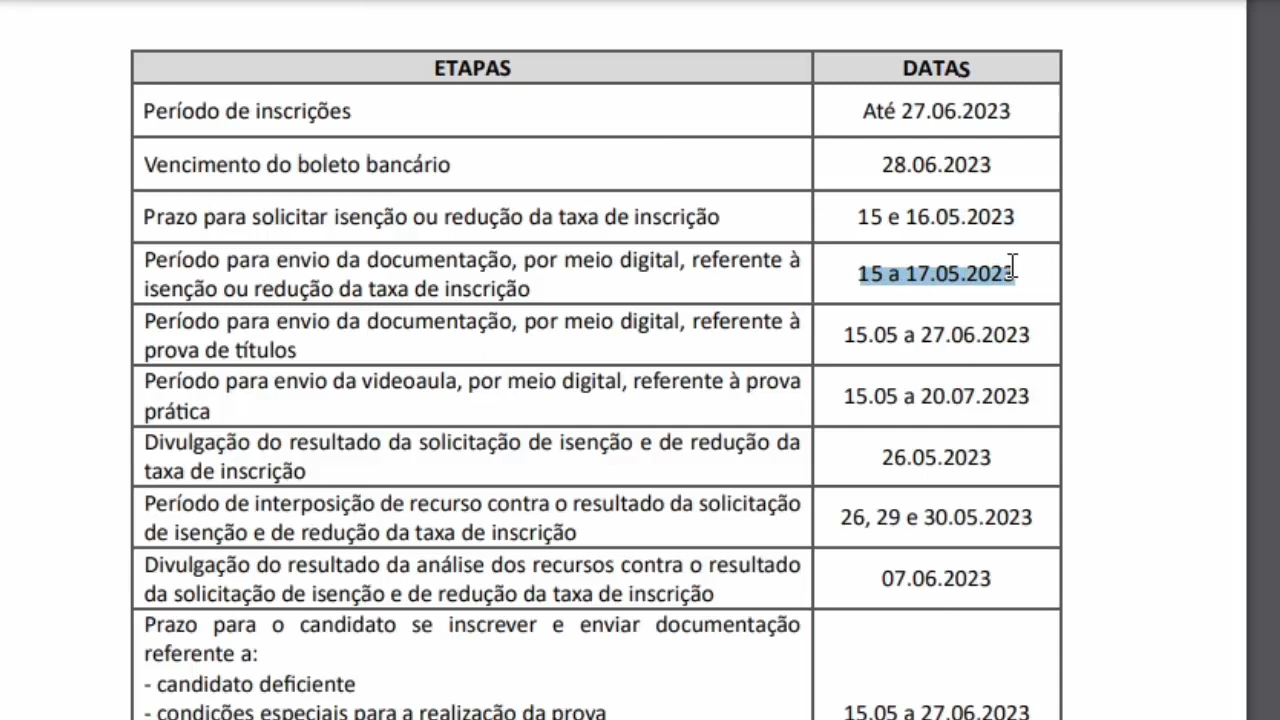 ETAPAS DATAS
Período de inscrições Até 27.06.2023
Vencimento do boleto bancário 28.06.2023
Prazo para solicitar isenção ou redução da taxa de inscrição 15 e 16.05.2023
Período para envio da documentação, por meio digital, referente à
isenção ou redução da taxa de inscrição
15 a 17.05.2023
Período para envio da documentação, por meio digital, referente à
prova de títulos
15.05 a 27.06.2023
Período para envio da videoaula, por meio digital, referente à prova
prática
15.05 a 20.07.2023
Divulgação do resultado da solicitação de isenção e de redução da
taxa de inscrição
26.05.2023
Período de interposição de recurso contra o resultado da solicitação
de isenção e de redução da taxa de inscrição
26, 29 e 30.05.2023
Divulgação do resultado da análise dos recursos contra o resultado
da solicitação de isenção e de redução da taxa de inscrição
07.06.2023
Prazo para o candidato se inscrever e enviar documentação
referente a:
- candidato deficiente
- condições especiais para a realização da prova
15.05 a 27.06.2023